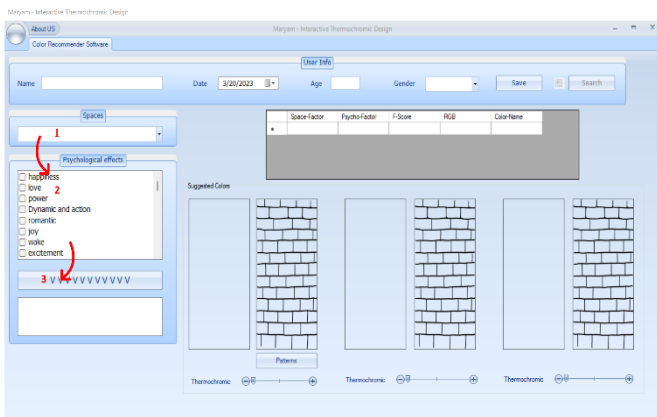 Maryam - Interactive Thermochromic Design
About US
Maryam - Interactive Thermochromic Design
Color Recommender Software
User Info
Name Date 3/20/2023 Age Gender Save Search
Spaces
1
Space-Factor Psycho-Factor F-Score RGB Color-Name
Psychological effects
happiness
love
2
power
Dynamic and action
romantic
joy
wake
excitement
3 V V V V V V V V V V V
Suggested Colors
Patterns
Thermochromic
Thermochromic
Thermochromic